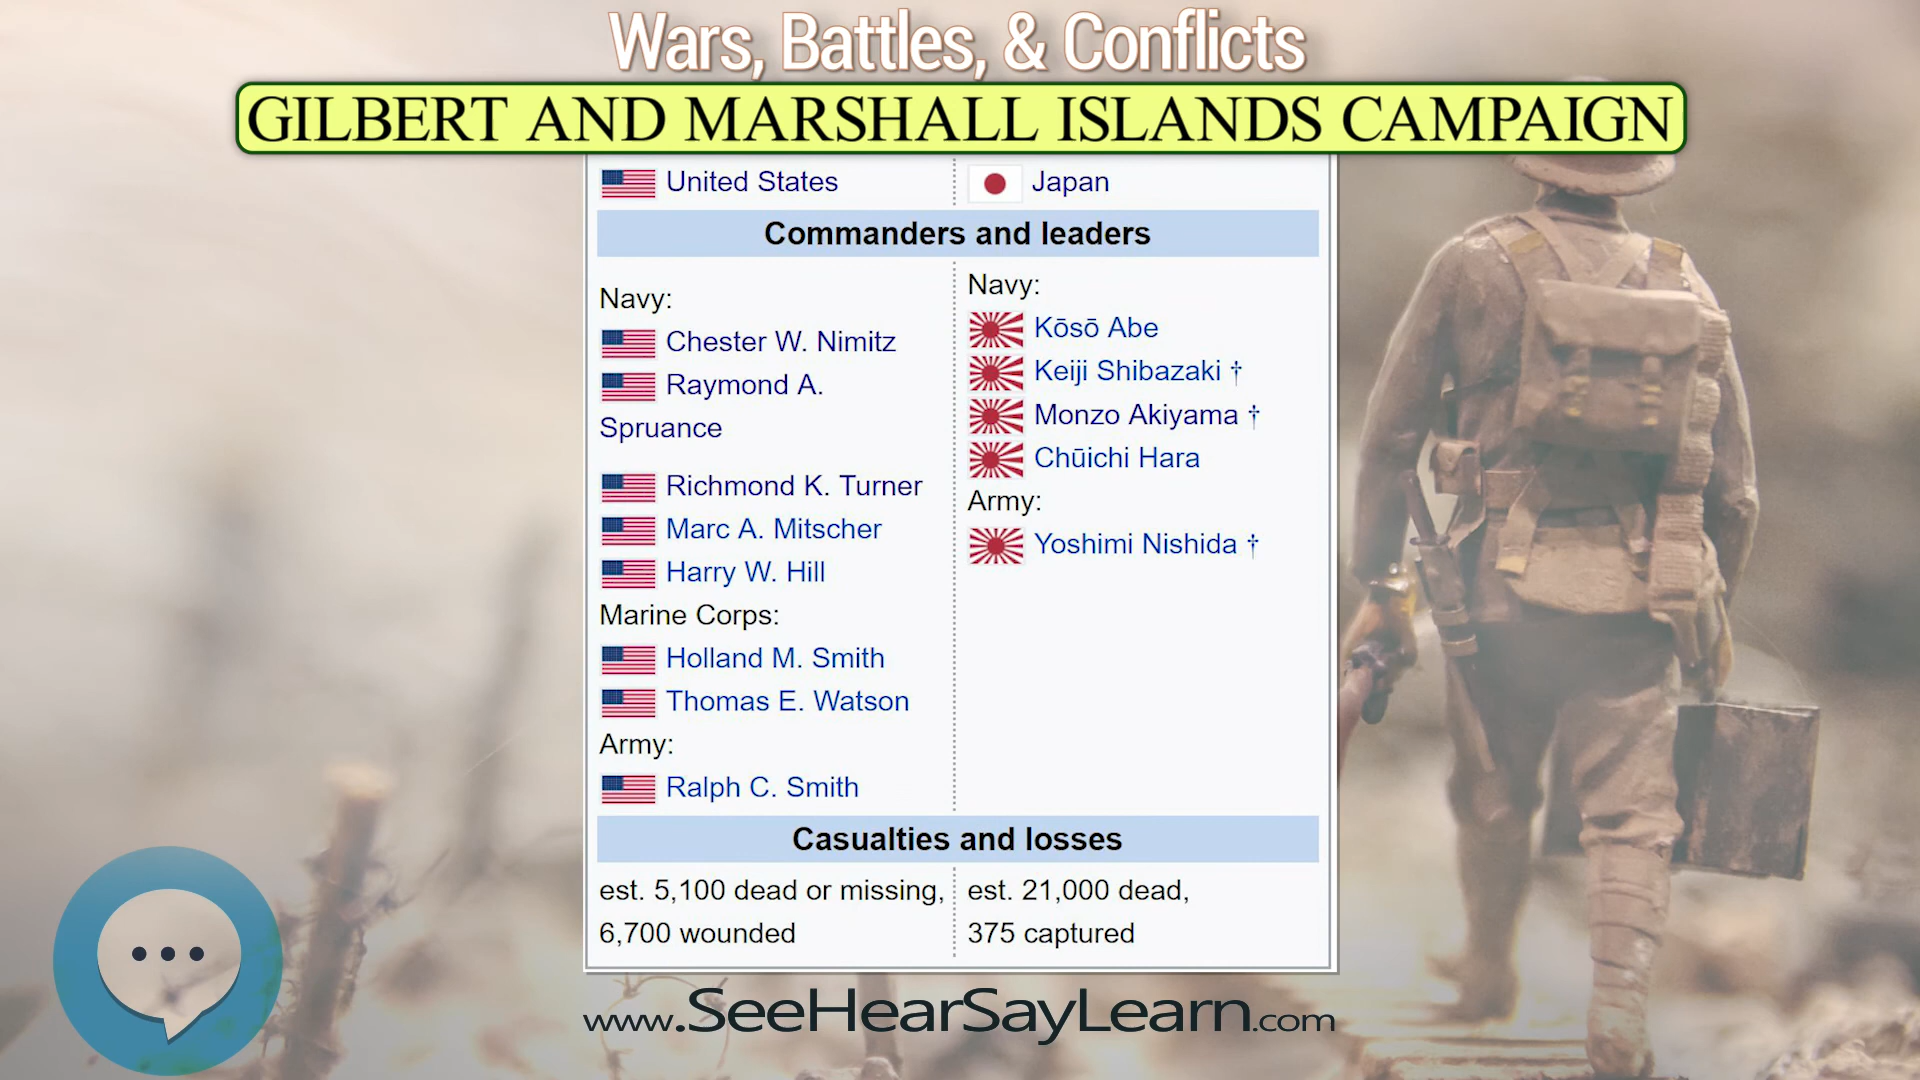 Wars, Battles, & Conflicts
GILBERT AND MARSHALL ISLANDS CAMPAIGN
United States
Japan
Commanders and leaders
Navy:
Chester W. Nimitz
Raymond A.
Spruance
Richmond K. Turner
Marc A. Mitscher
Harry W. Hill
Marine Corps:
Holland M. Smith
Thomas E. Watson
Army:
Ralph C. Smith
Navy:
Kōsō Abe
Keiji Shibazaki †
Monzo Akiyama †
Chūichi Hara
Army:
Yoshimi Nishida †
Casualties and losses
est. 5,100 dead or missing,
6,700 wounded
est. 21,000 dead,
375 captured
www.SeeHearSayLearn.com